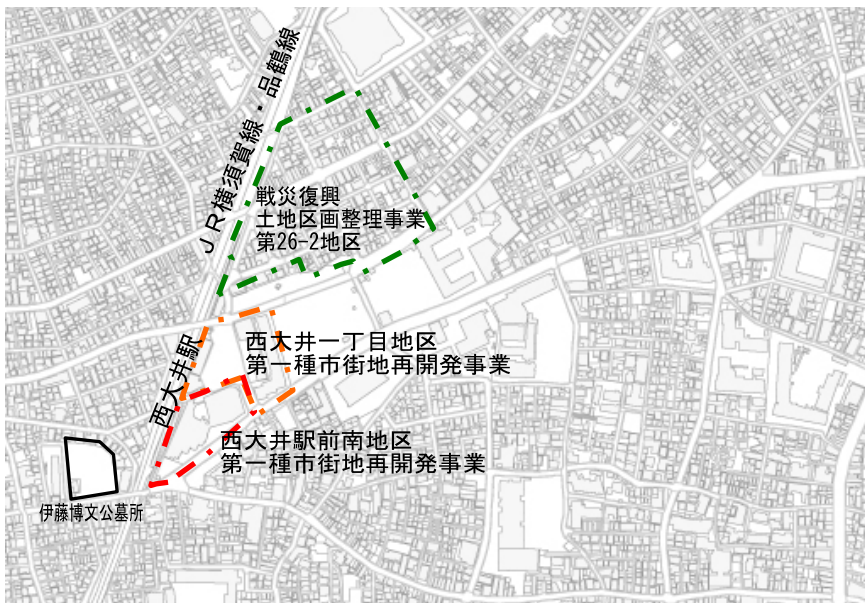 JR横須賀線・品鶴線
戦災復興
土地区画整理事業
第26-2地区
西大井駅
西大井一丁目地区
第一種市街地再開発事業
西大井駅前南地区
第一種市街地再開発事業
伊藤博文公墓所